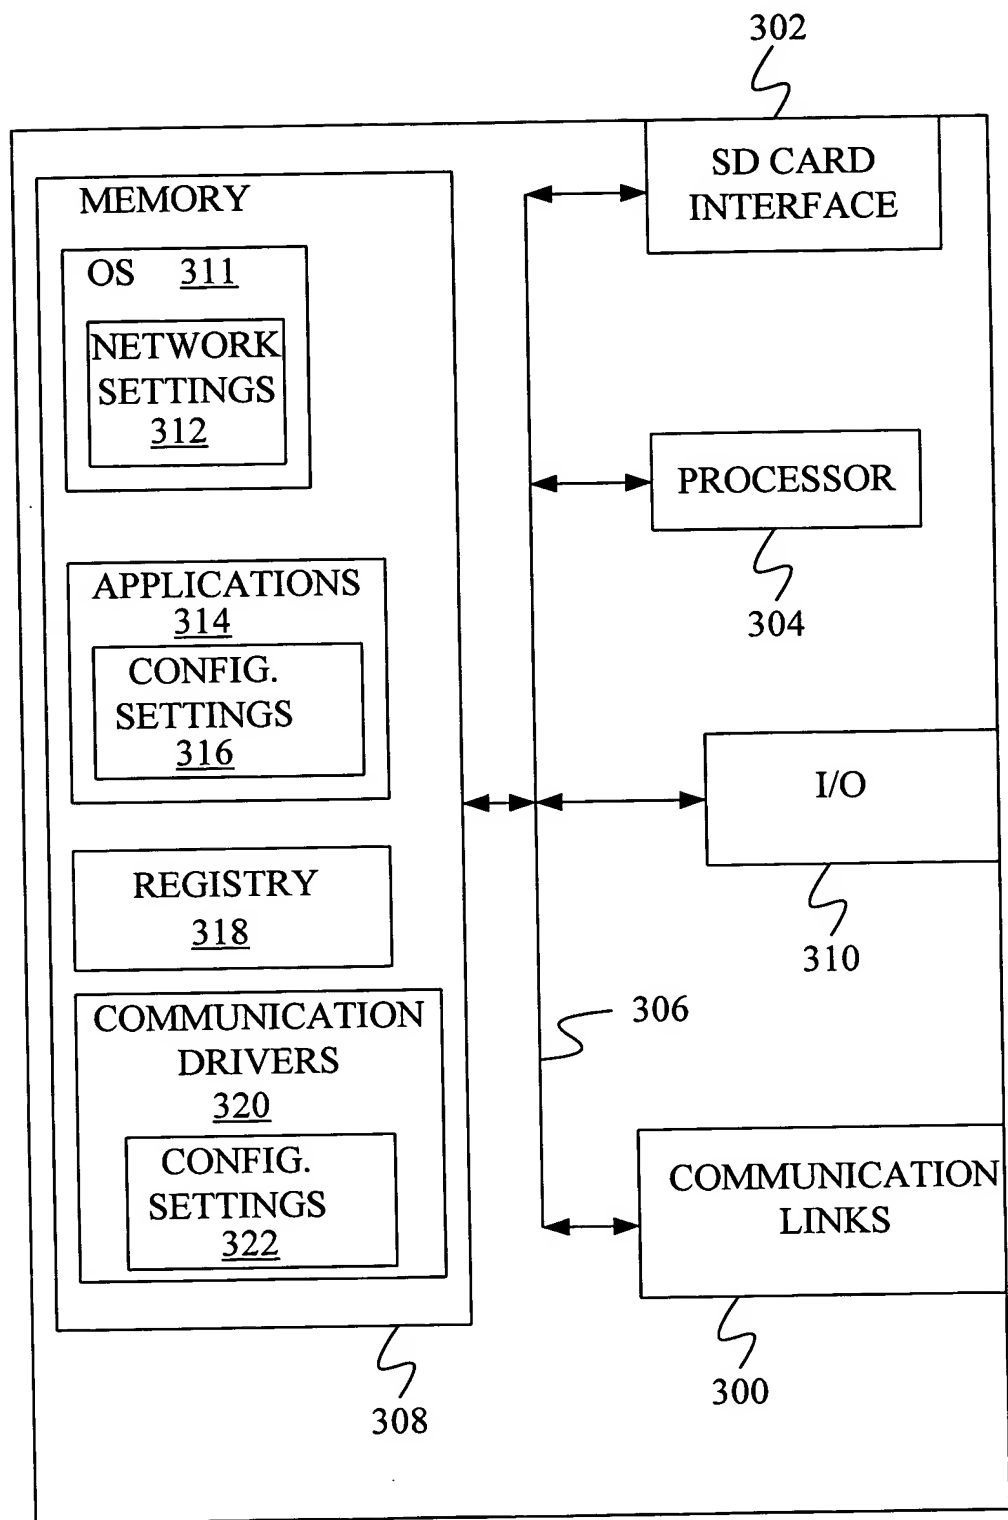 302
SD CARD
INTERFACE
MEMORY
OS 311
NETWORK
SETTINGS
312
PROCESSOR
304
APPLICATIONS
314
CONFIG.
SETTINGS
316
I/O
310
REGISTRY
318
306
COMMUNICATION
DRIVERS
320
CONFIG.
SETTINGS
322
COMMUNICATION
LINKS
300
308